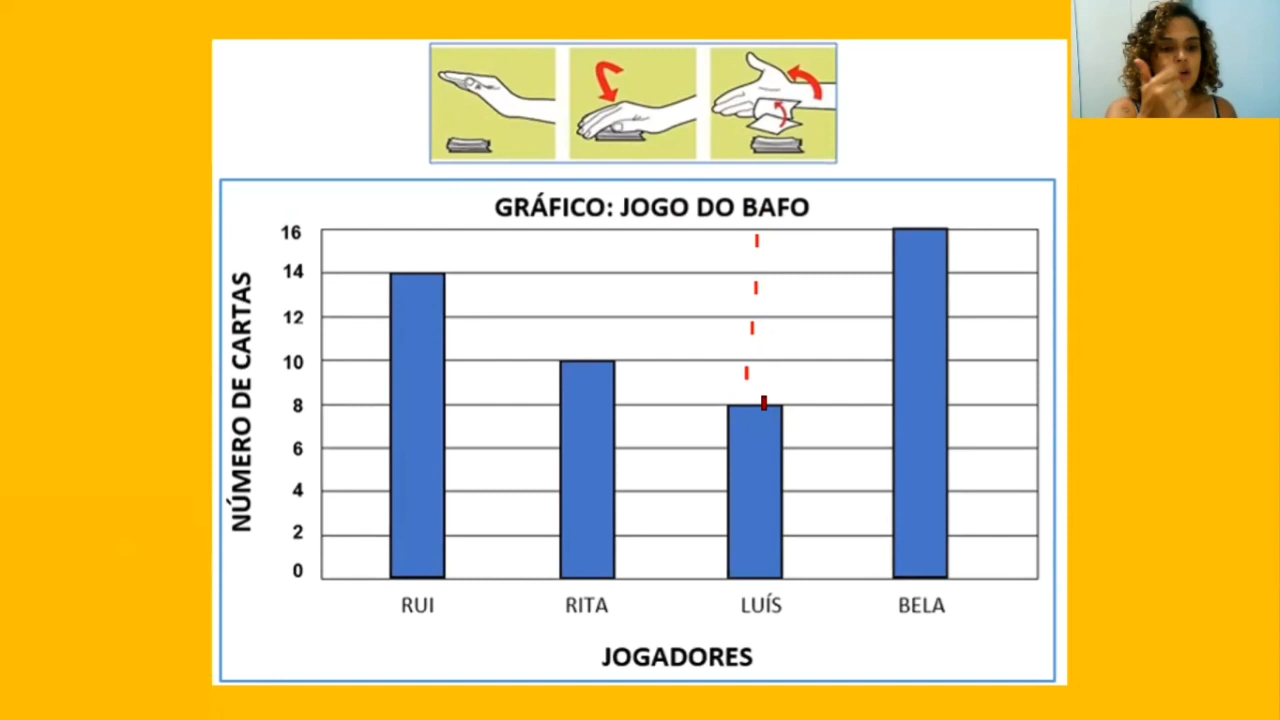 GRÁFICO: JOGO DO BAFO
NÚMERO DE CARTAS
16
14
12
10
8
6
4
2
0
RUI RITA LUÍS BELA
JOGADORES